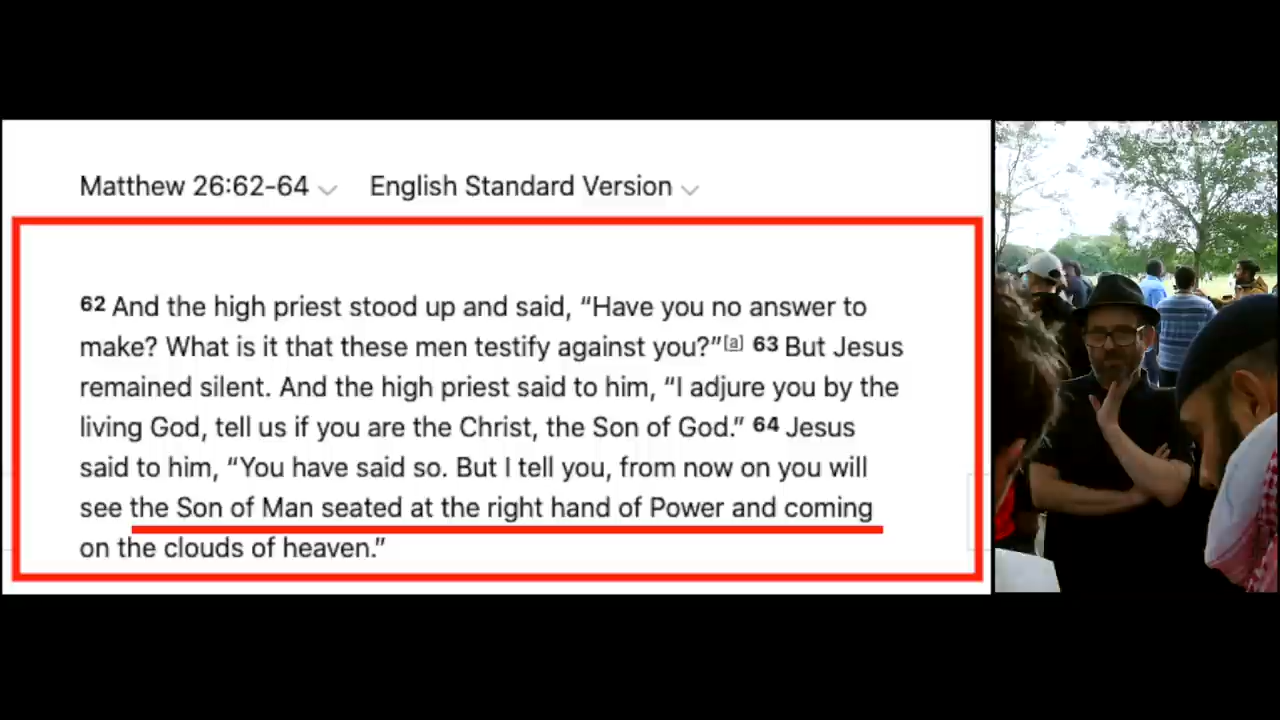 Matthew 26:62-64 English Standard Version
62 And the high priest stood up and said, “Have you no answer to
make? What is it that these men testify against you?”[a] 63 But Jesus
remained silent. And the high priest said to him, “I adjure you by the
living God, tell us if you are the Christ, the Son of God.” 64 Jesus
said to him, “You have said so. But I tell you, from now on you will
see the Son of Man seated at the right hand of Power and coming
on the clouds of heaven.”